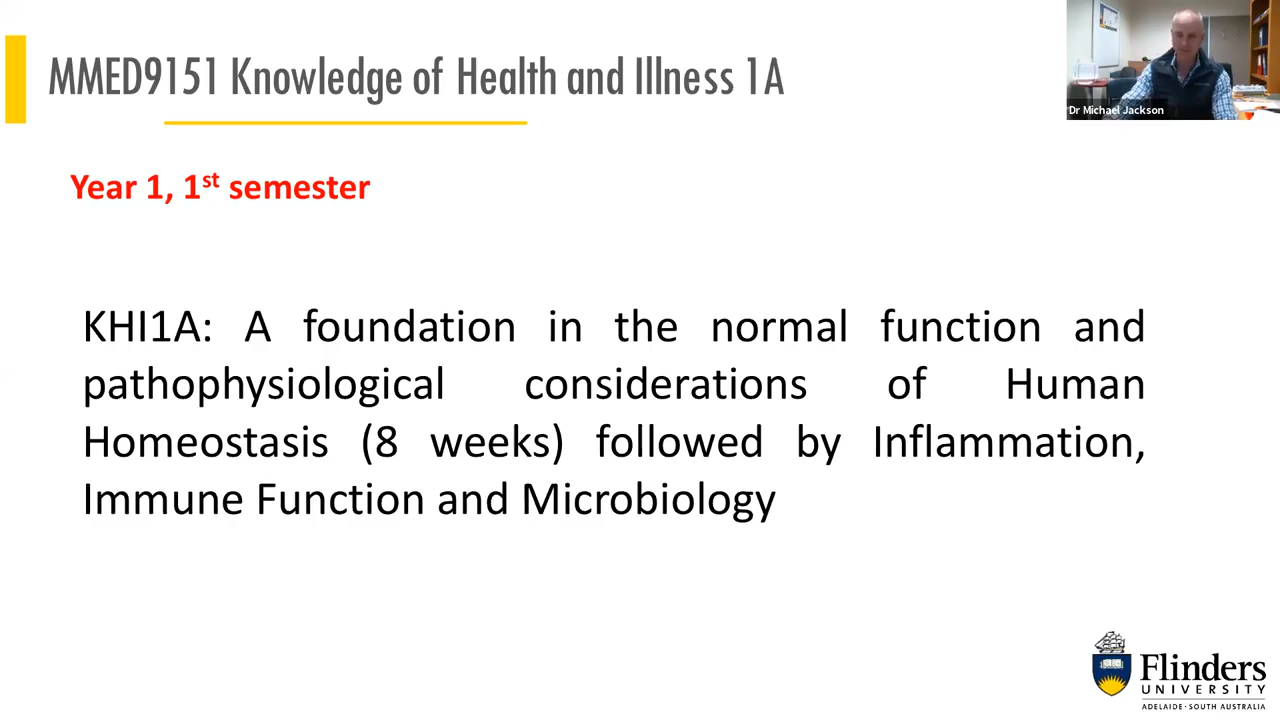 MMED9151 Knowledge of Health and Illness 1A
Dr Michael Jackson
Year 1, 1st semester
KHI1A: A foundation in the normal function and
pathophysiological considerations of Human
Homeostasis (8 weeks) followed by Inflammation,
Immune Function and Microbiology
Flinders
UNIVERSITY
ADELAIDE · SOUTH AUSTRALIA